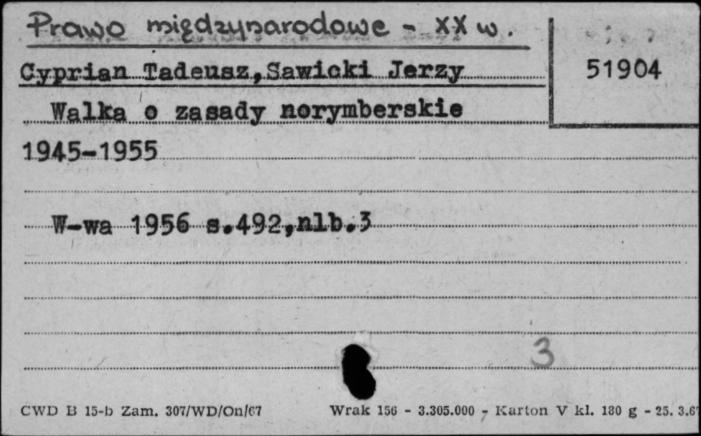 Prawo międzynarodowe - XX w.
51904
Cyprian Tadeusz,Sawicki Jerzy
Walka o zasady norymberskie
1945-1955
W-wa 1956 s.492,nlb.3
3
CWD B 15-b Zam. 307/WD/On/67 Wrak 156 - 3.305.000 - Karton V kl. 180 g - 25. 3.67